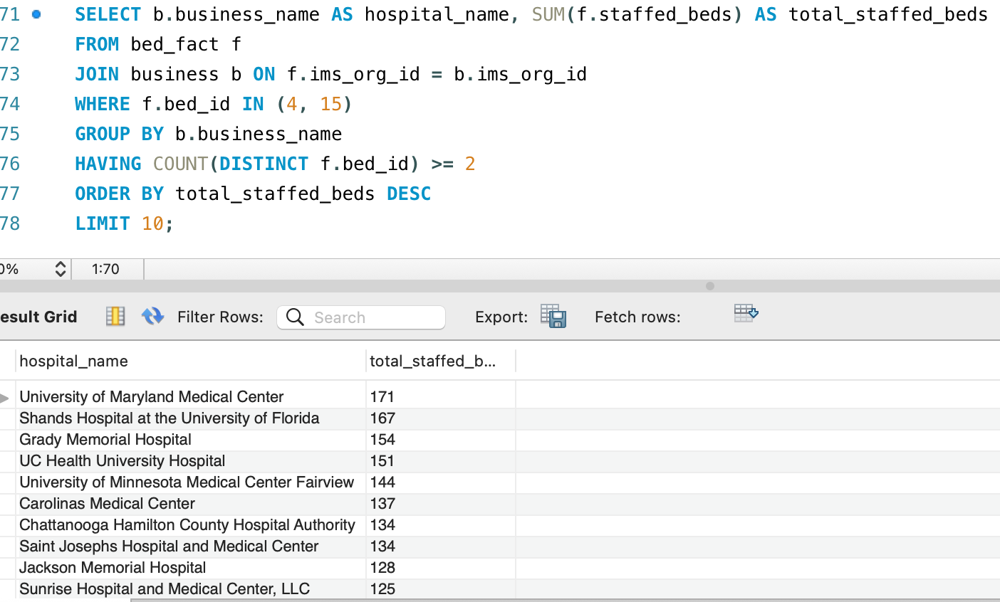 71 SELECT b.business_name AS hospital_name, SUM(f.staffed_beds) AS total_staffed_beds
72 FROM bed_fact f
73 JOIN business b ON f.ims_org_id = b.ims_org_id
74 WHERE f.bed_id IN (4, 15)
75 GROUP BY b.business_name
76 HAVING COUNT(DISTINCT f.bed_id) >= 2
77 ORDER BY total_staffed_beds DESC
78 LIMIT 10;
0% 1:70
esult Grid Filter Rows: Search Export: Fetch rows:
hospital_name total_staffed_b...
University of Maryland Medical Center 171
Shands Hospital at the University of Florida 167
Grady Memorial Hospital 154
UC Health University Hospital 151
University of Minnesota Medical Center Fairview 144
Carolinas Medical Center 137
Chattanooga Hamilton County Hospital Authority 134
Saint Josephs Hospital and Medical Center 134
Jackson Memorial Hospital 128
Sunrise Hospital and Medical Center, LLC 125